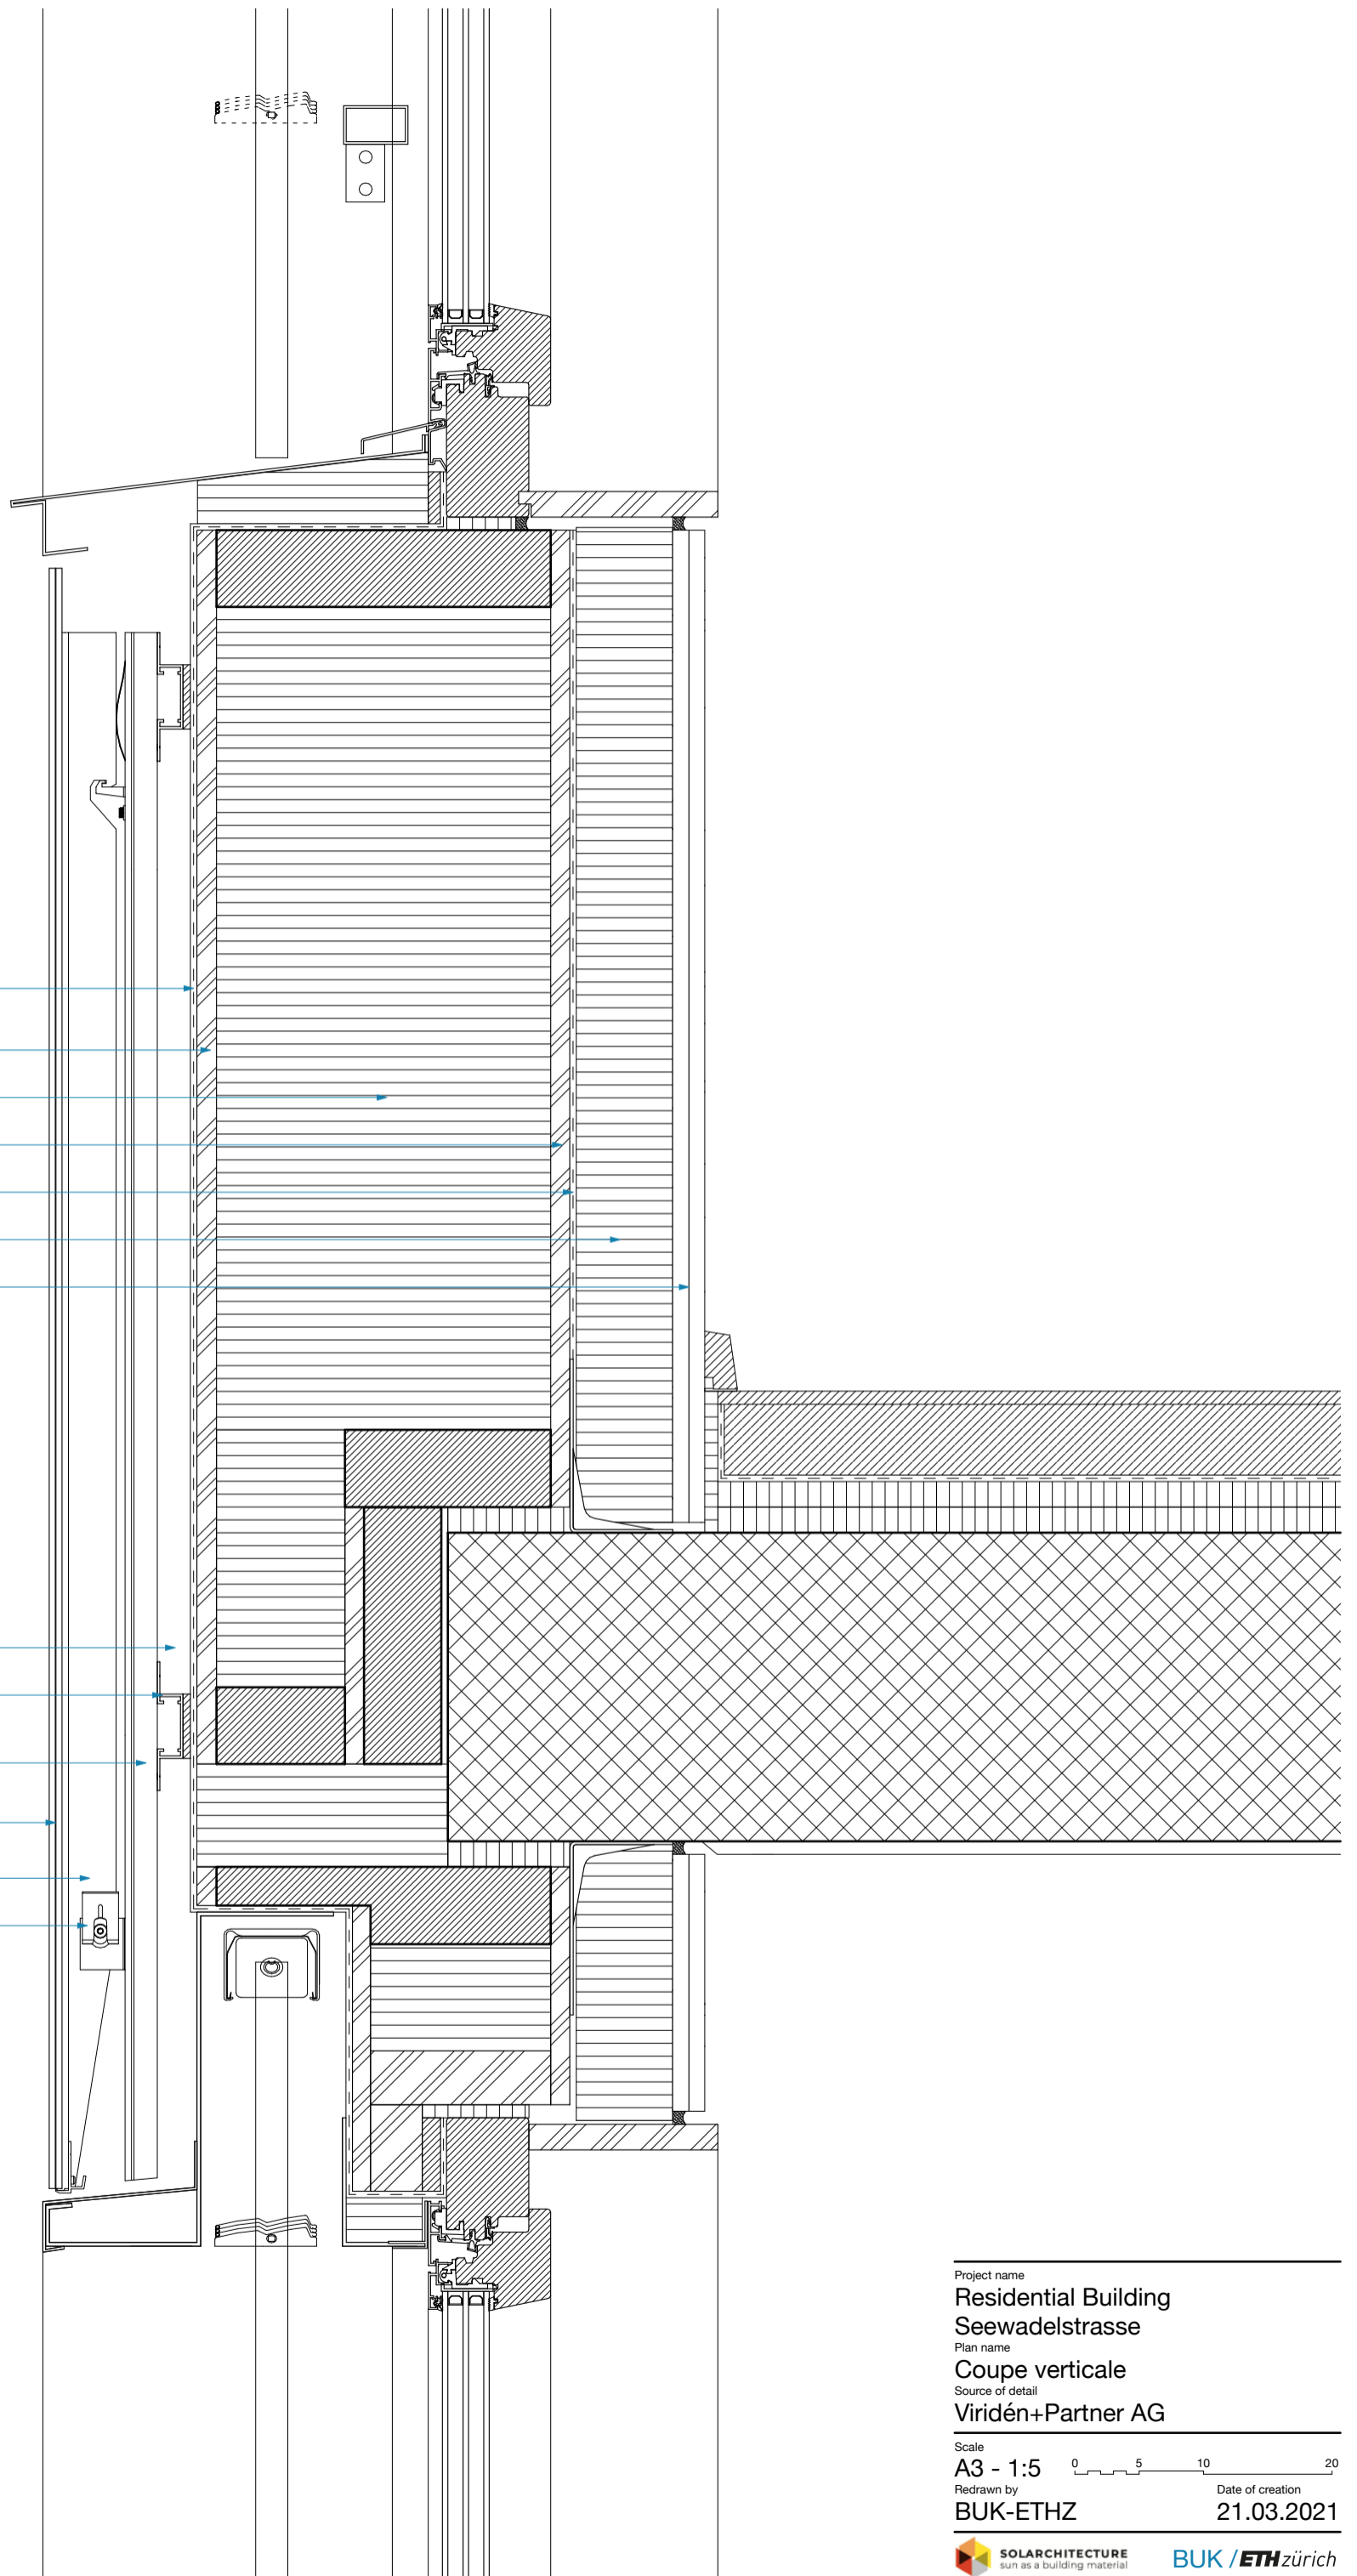 Project name
Residential Building
Seewadelstrasse
Plan name
Coupe verticale
Source of detail
Viridén+Partner AG
Scale
A3 - 1:5
0 5 10 20
Redrawn by
BUK-ETHZ
Date of creation
21.03.2021
SOLARCHITECTURE
sun as a building material
BUK / ETH zürich